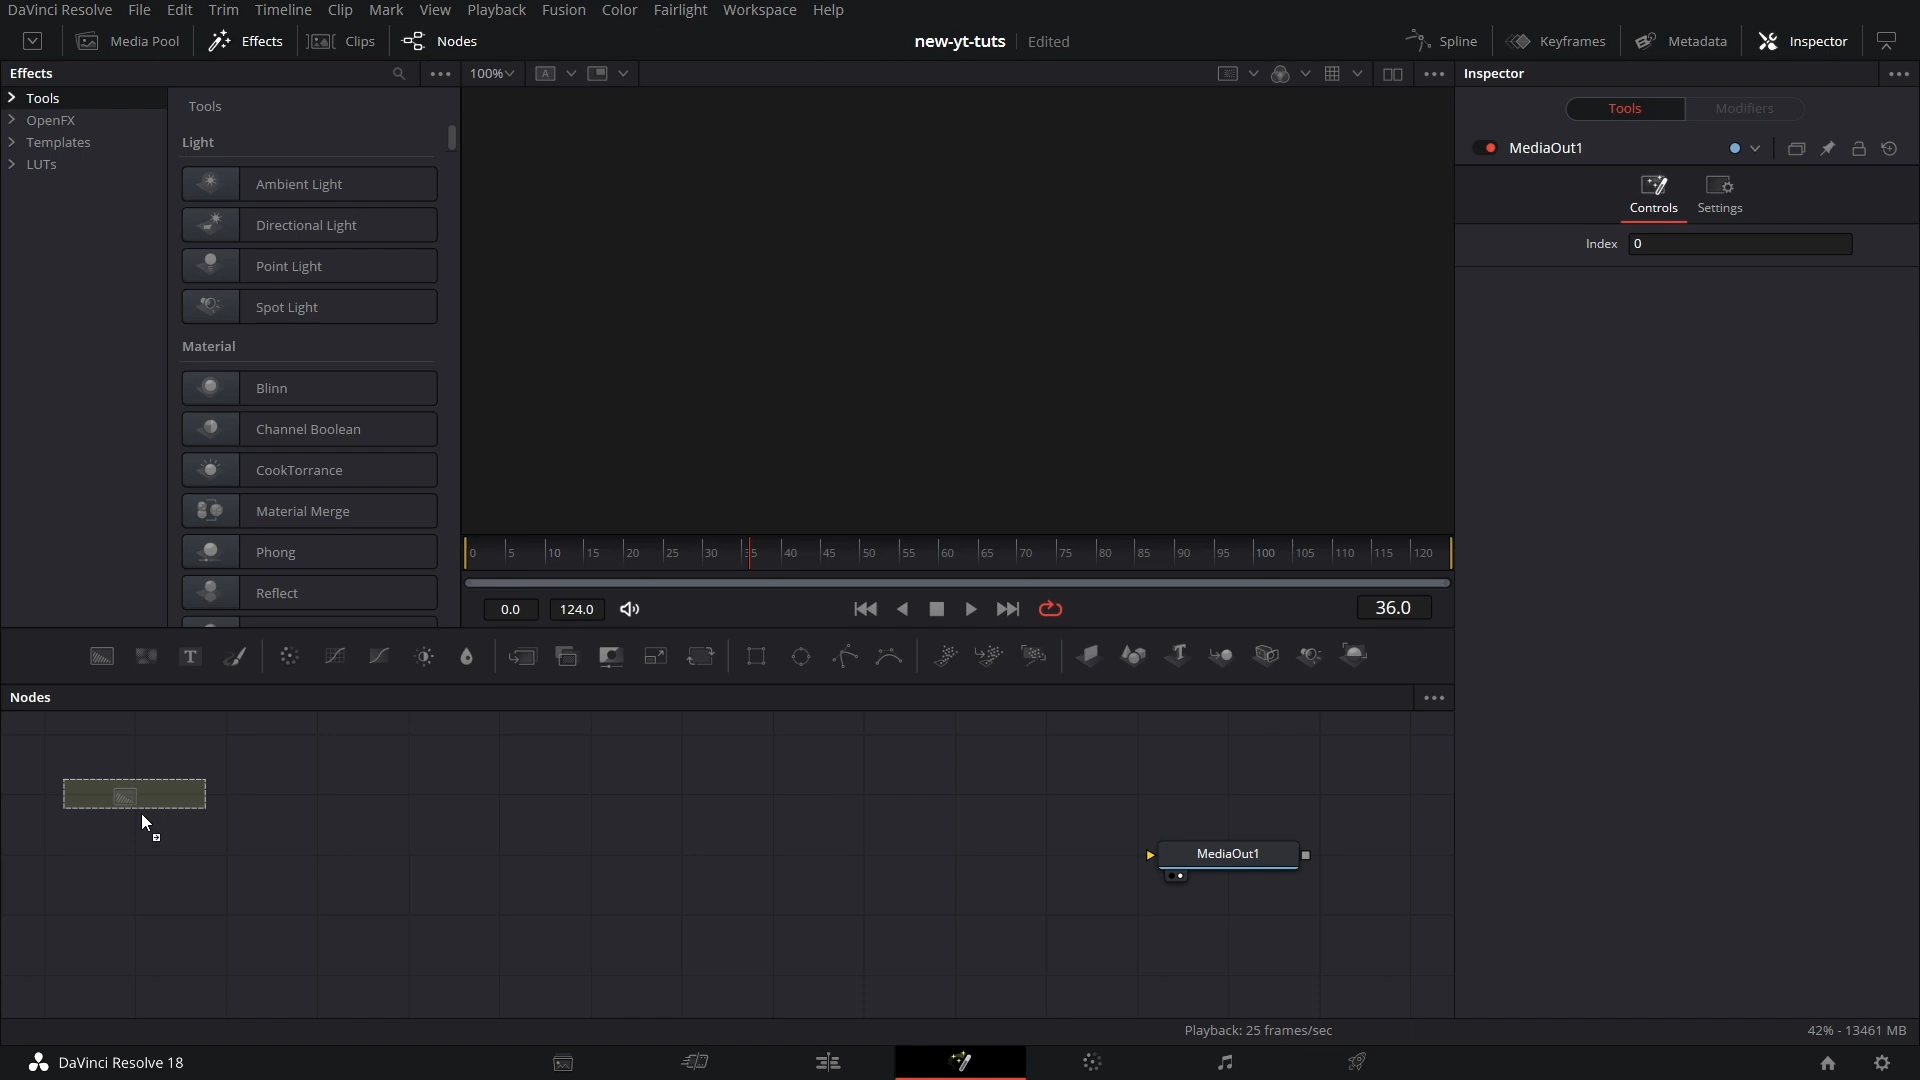 DaVinci Resolve File Edit Trim Timeline Clip Mark View Playback Fusion Color Fairlight Workspace Help
Media Pool Effects Clips Nodes new-yt-tuts Edited Spline Keyframes Metadata Inspector
Effects 100% A Inspector
Tools
OpenFX
Templates
LUTs
Tools
Light
Ambient Light
Directional Light
Point Light
Spot Light
Material
Blinn
Channel Boolean
CookTorrance
Material Merge
Phong
Reflect
Tools Modifiers
MediaOut1
Controls Settings
Index 0
0 5 10 15 20 25 30 35 40 45 50 55 60 65 70 75 80 85 90 95 100 105 110 115 120
0.0 124.0 36.0
T
Nodes
MediaOut1
Playback: 25 frames/sec 42% - 13461 MB
DaVinci Resolve 18